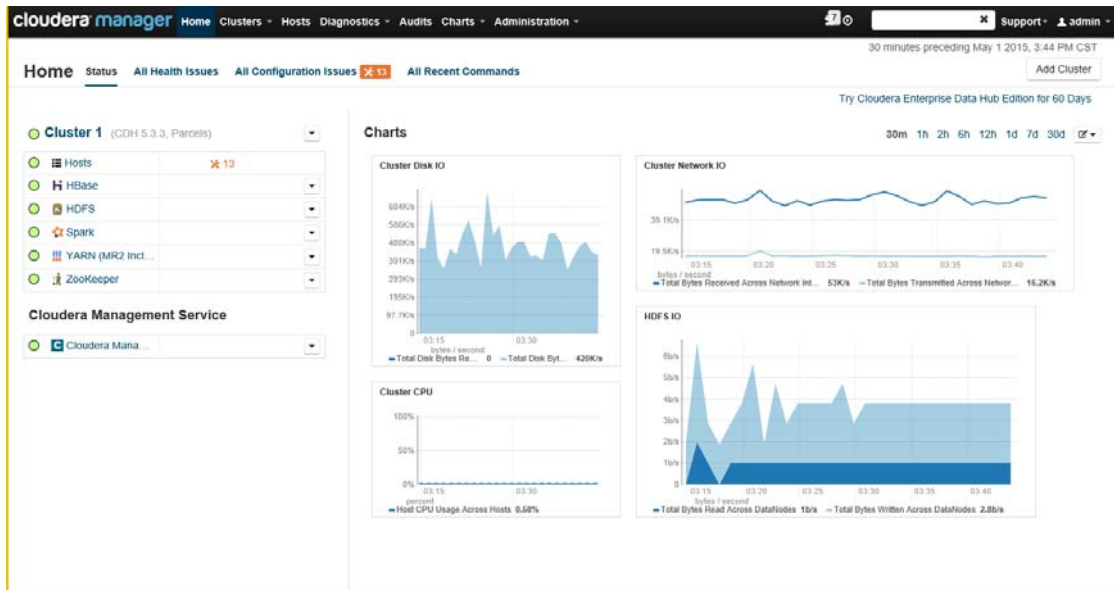 cloudera manager Home Clusters Hosts Diagnostics Audits Charts Administration 7 Support admin
30 minutes preceding May 1 2015, 3:44 PM CST
Home Status All Health Issues All Configuration Issues 13 All Recent Commands Add Cluster
Try Cloudera Enterprise Data Hub Edition for 60 Days
Cluster 1 (CDH 5.3.3, Parcels)
Hosts 13
HBase
HDFS
Spark
YARN (MR2 Incl...
ZooKeeper
Cloudera Management Service
Cloudera Mana...
Charts 30m 1h 2h 6h 12h 1d 7d 30d
Cluster Disk IO
684K/s
586K/s
488K/s
391K/s
293K/s
195K/s
97.7K/s
0
03:15 03:30
bytes / second
Total Disk Bytes Re... 0 Total Disk Byt... 420K/s
Cluster Network IO
39.1K/s
19.5K/s
03:15 03:20 03:25 03:30 03:35 03:40
bytes / second
Total Bytes Received Across Network Int... 53K/s Total Bytes Transmitted Across Networ... 16.2K/s
Cluster CPU
100%
50%
0%
03:15 03:30
percent
Host CPU Usage Across Hosts 0.58%
HDFS IO
6b/s
5b/s
4b/s
3b/s
2b/s
1b/s
0
03:15 03:20 03:25 03:30 03:35 03:40
bytes / second
Total Bytes Read Across DataNodes 1b/s Total Bytes Written Across DataNodes 2.8b/s